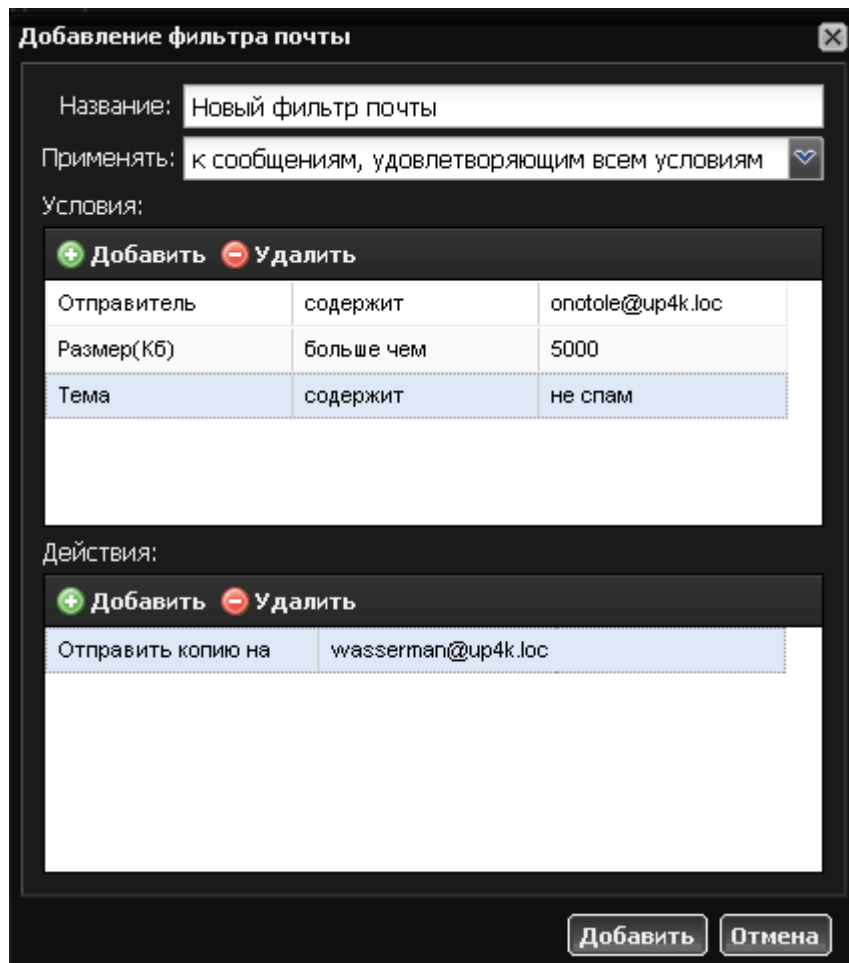 Добавление фильтра почты
Название: Новый фильтр почты
Применять: к сообщениям, удовлетворяющим всем условиям
Условия:
Добавить Удалить
Отправитель содержит onotole@up4k.loc
Размер(Кб) больше чем 5000
Тема содержит не спам
Действия:
Добавить Удалить
Отправить копию на wasserman@up4k.loc
Добавить Отмена